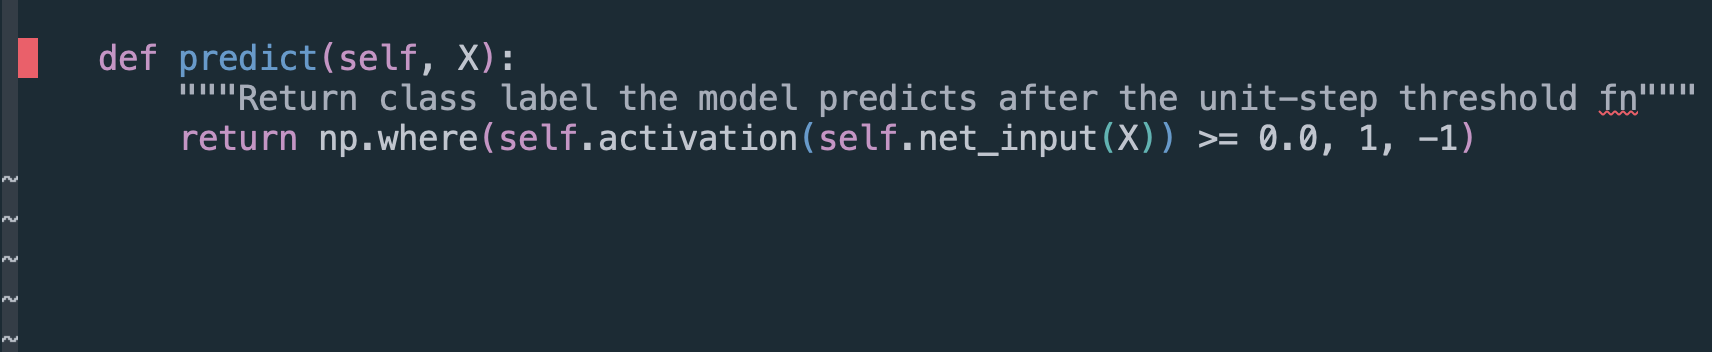 def predict(self, X):
"""Return class label the model predicts after the unit-step threshold fn"""
return np.where(self.activation(self.net_input(X)) >= 0.0, 1, -1)
~
~
~
~
~